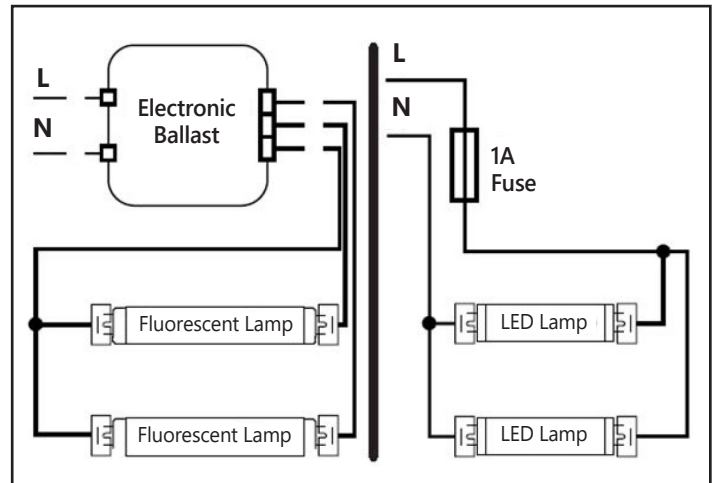 L
N
Electronic
Ballast
Fluorescent Lamp
Fluorescent Lamp
L
N
1A
Fuse
LED Lamp
LED Lamp